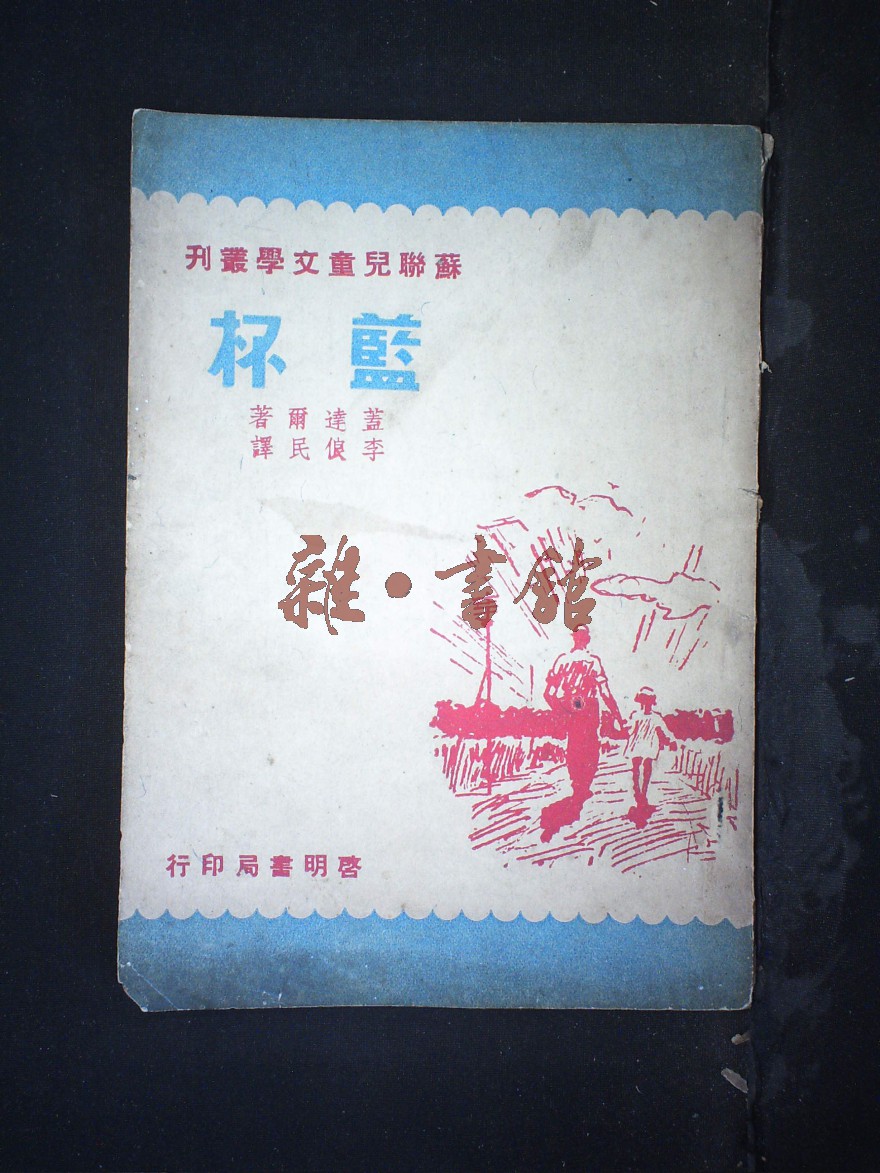 蘇聯兒童文學叢刊
藍杯
蓋達爾著
李俍民譯
雜·書館
啓明書局印行